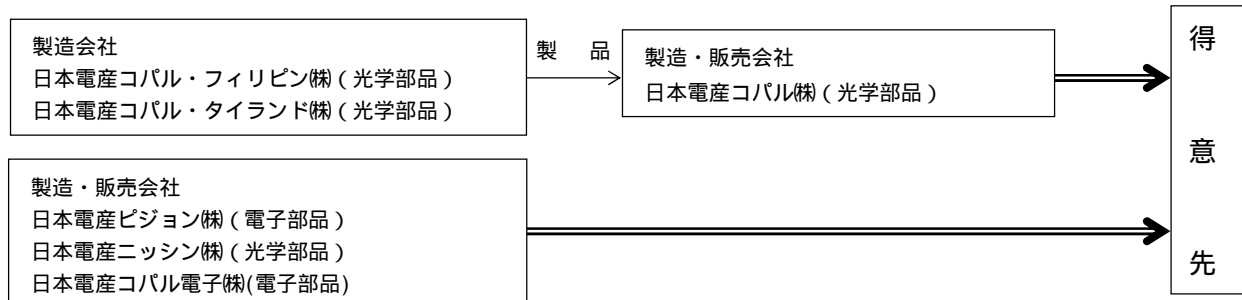 製造会社
日本電産コパル・フィリピン㈱（光学部品）
日本電産コパル・タイランド㈱（光学部品）
製　品
製造・販売会社
日本電産コパル㈱（光学部品）
製造・販売会社
日本電産ピジョン㈱（電子部品）
日本電産ニッシン㈱（光学部品）
日本電産コパル電子㈱(電子部品)
得意先